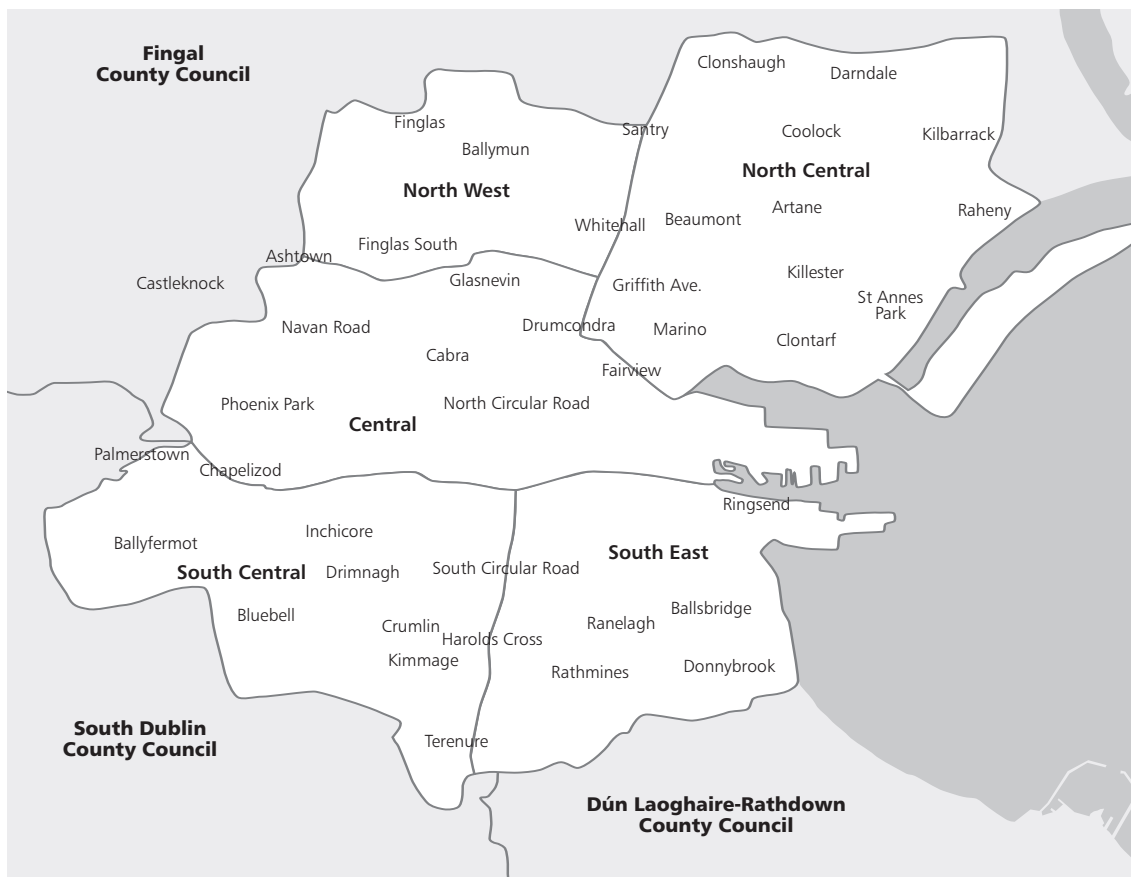 Fingal
County Council
Clonshaugh
Darndale
Finglas
Santry
Coolock
Kilbarrack
Ballymun
North Central
North West
Artane
Raheny
Beaumont
Whitehall
Finglas South
Ashtown
Castleknock
Glasnevin
Killester
Griffith Ave.
St Annes
Park
Navan Road
Drumcondra
Marino
Clontarf
Cabra
Fairview
Phoenix Park
North Circular Road
Central
Palmerstown
Chapelizod
Ringsend
Inchicore
Ballyfermot
South East
South Central
Drimnagh
South Circular Road
Bluebell
Ballsbridge
Ranelagh
Crumlin
Harolds Cross
Kimmage
Rathmines
Donnybrook
South Dublin
County Council
Terenure
Dún Laoghaire-Rathdown
County Council